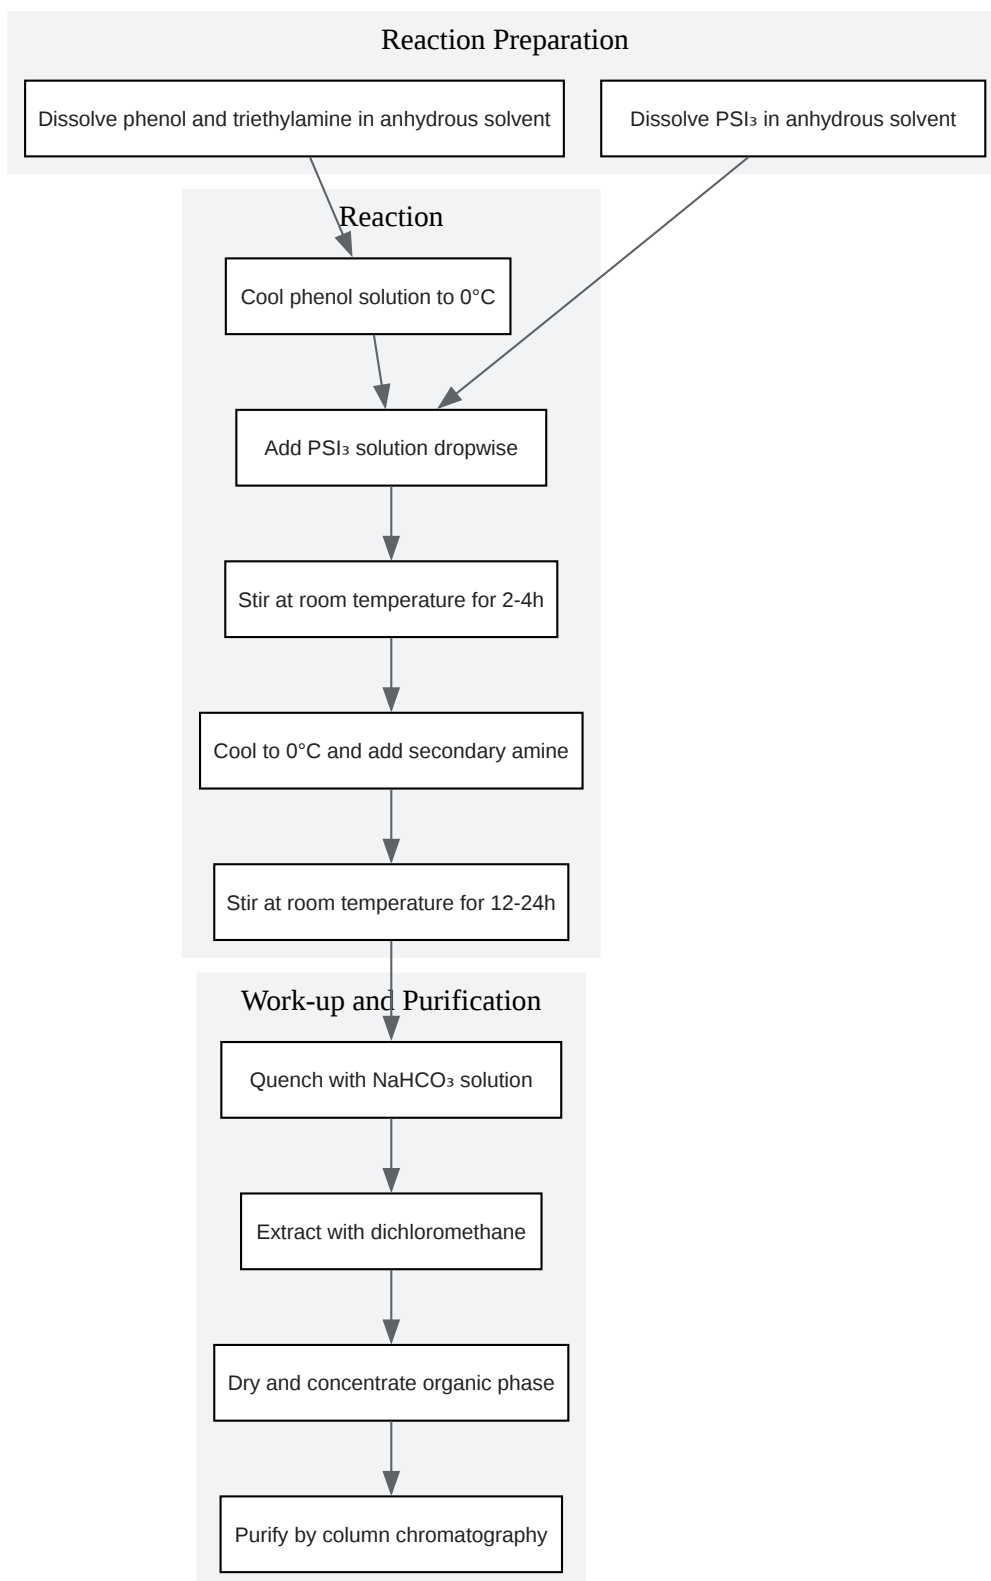 Reaction Preparation
Dissolve phenol and triethylamine in anhydrous solvent
Dissolve PSI₃ in anhydrous solvent
Reaction
Cool phenol solution to 0°C
Add PSI₃ solution dropwise
Stir at room temperature for 2-4h
Cool to 0°C and add secondary amine
Stir at room temperature for 12-24h
Work-up and Purification
Quench with NaHCO₃ solution
Extract with dichloromethane
Dry and concentrate organic phase
Purify by column chromatography